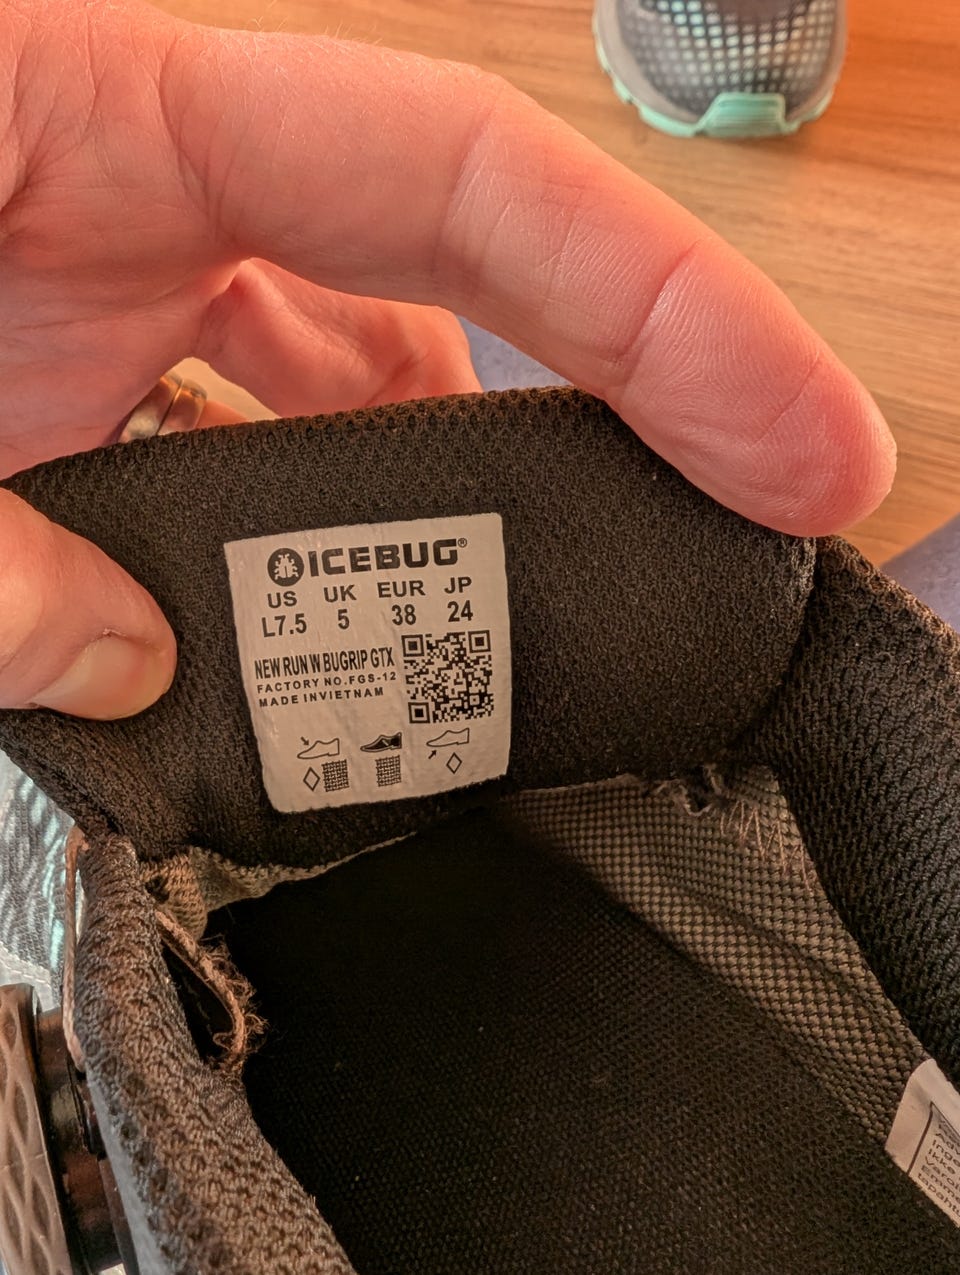 ICEBUG®
US UK EUR JP
L7.5 5 38 24
NEW RUN W BUGRIP GTX
FACTORY NO.FGS-12
MADE INVIETNAM